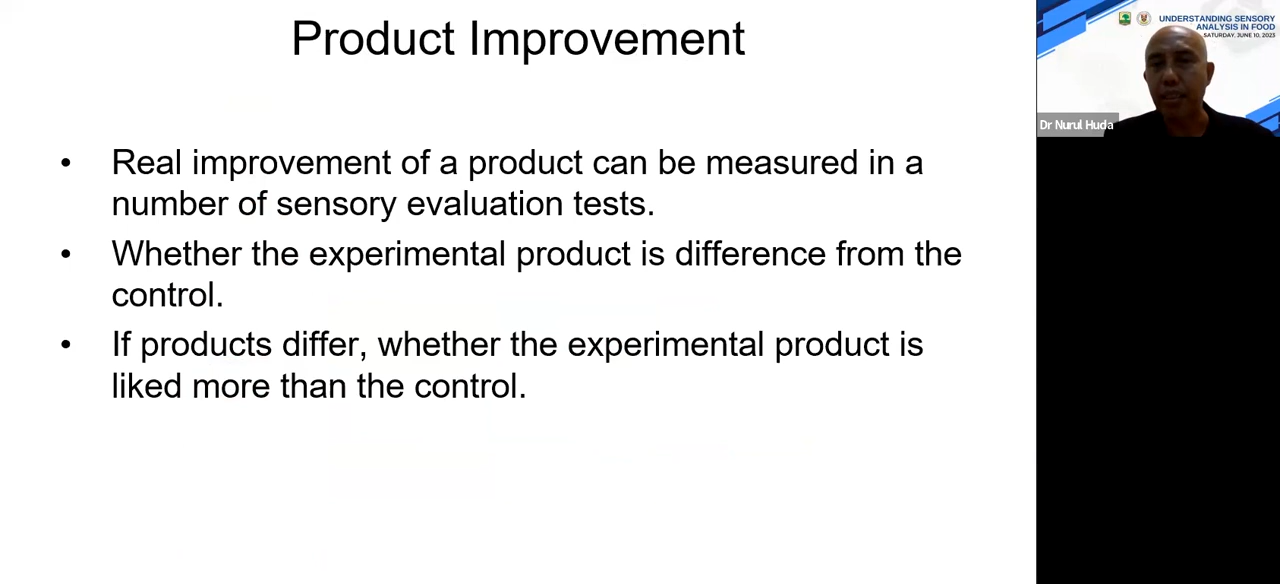 Product Improvement
• Real improvement of a product can be measured in a
number of sensory evaluation tests.
• Whether the experimental product is difference from the
control.
• If products differ, whether the experimental product is
liked more than the control.
UNDERSTANDING SENSORY
ANALYSIS IN FOOD
SATURDAY, JUNE 10, 2023
Dr Nurul Huda